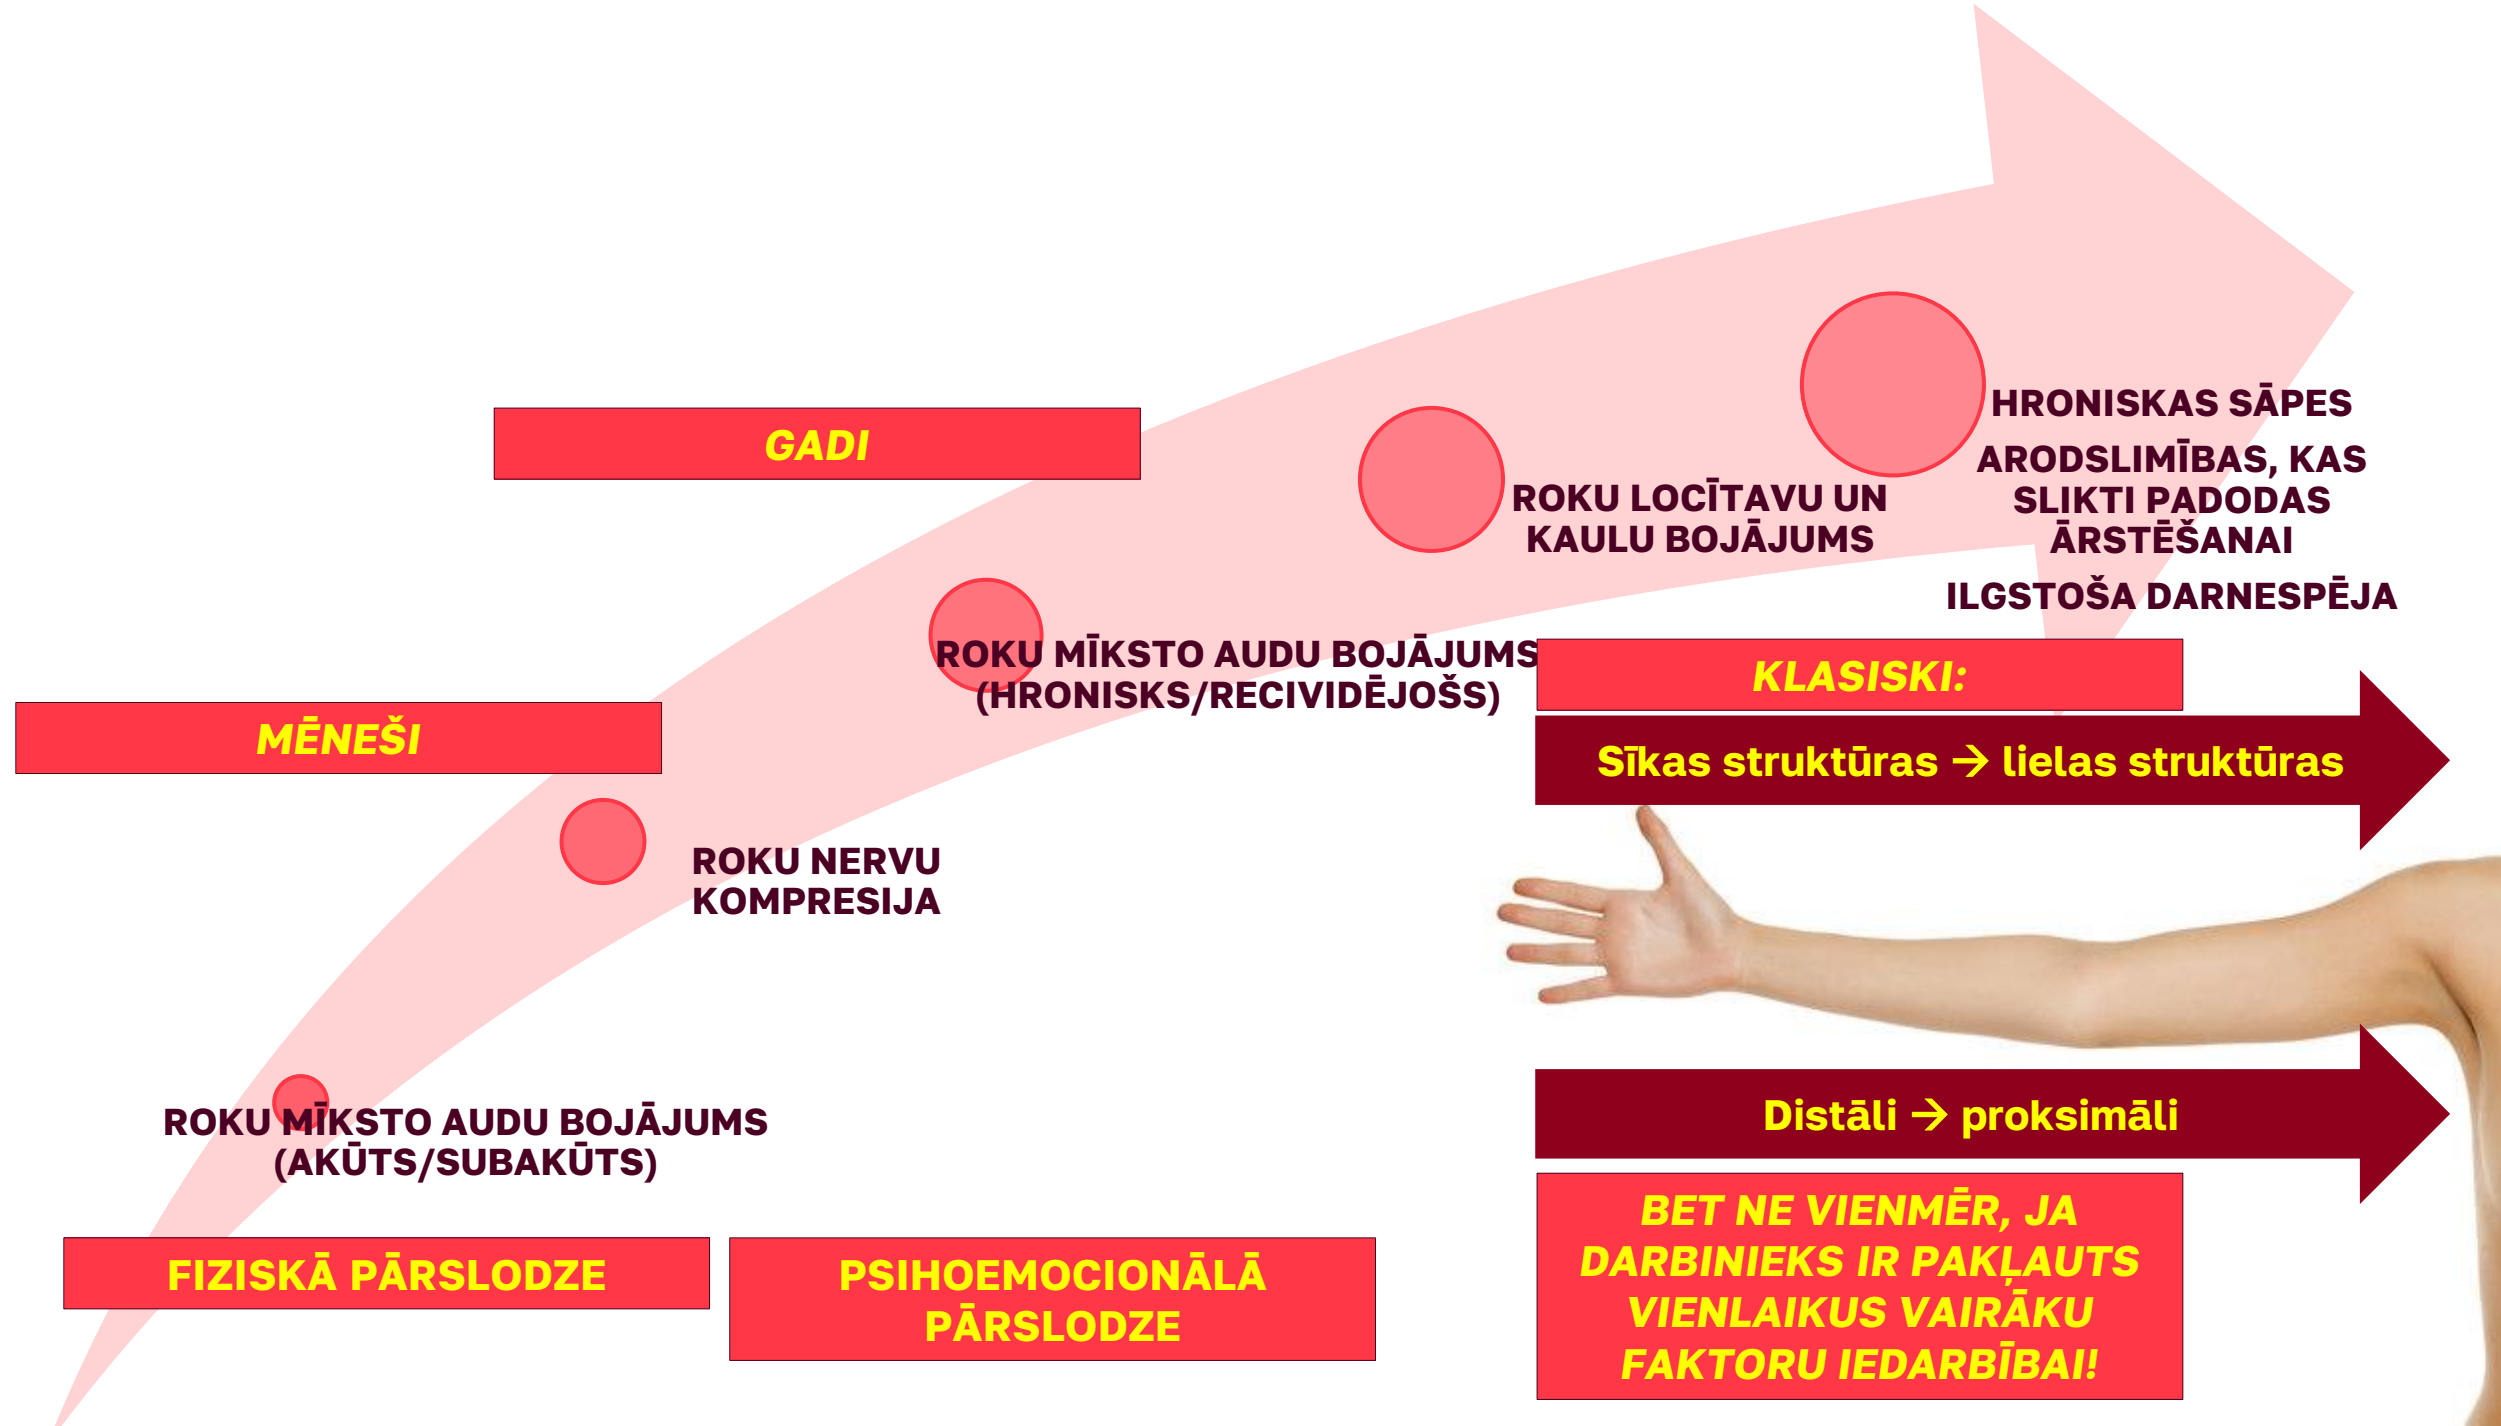 GADI
HRONISKAS SĀPES
ARODSLIMĪBAS, KAS
SLIKTI PADODAS
ĀRSTĒŠANAI
ILGSTOŠA DARNESPĒJA
ROKU LOCĪTAVU UN
KAULU BOJĀJUMS
ROKU MĪKSTO AUDU BOJĀJUMS
(HRONISKS/RECIVIDĒJOŠS)
MĒNEŠI
ROKU NERVU
KOMPRESIJA
ROKU MĪKSTO AUDU BOJĀJUMS
(AKŪTS/SUBAKŪTS)
FIZISKĀ PĀRSLODZE
PSIHOEMOCIONĀLĀ
PĀRSLODZE
KLASISKI:
Sīkas struktūras → lielas struktūras
Distāli → proksimāli
BET NE VIENMĒR, JA
DARBINIEKS IR PAKĻAUTS
VIENLAIKUS VAIRĀKU
FAKTORU IEDARBĪBAI!